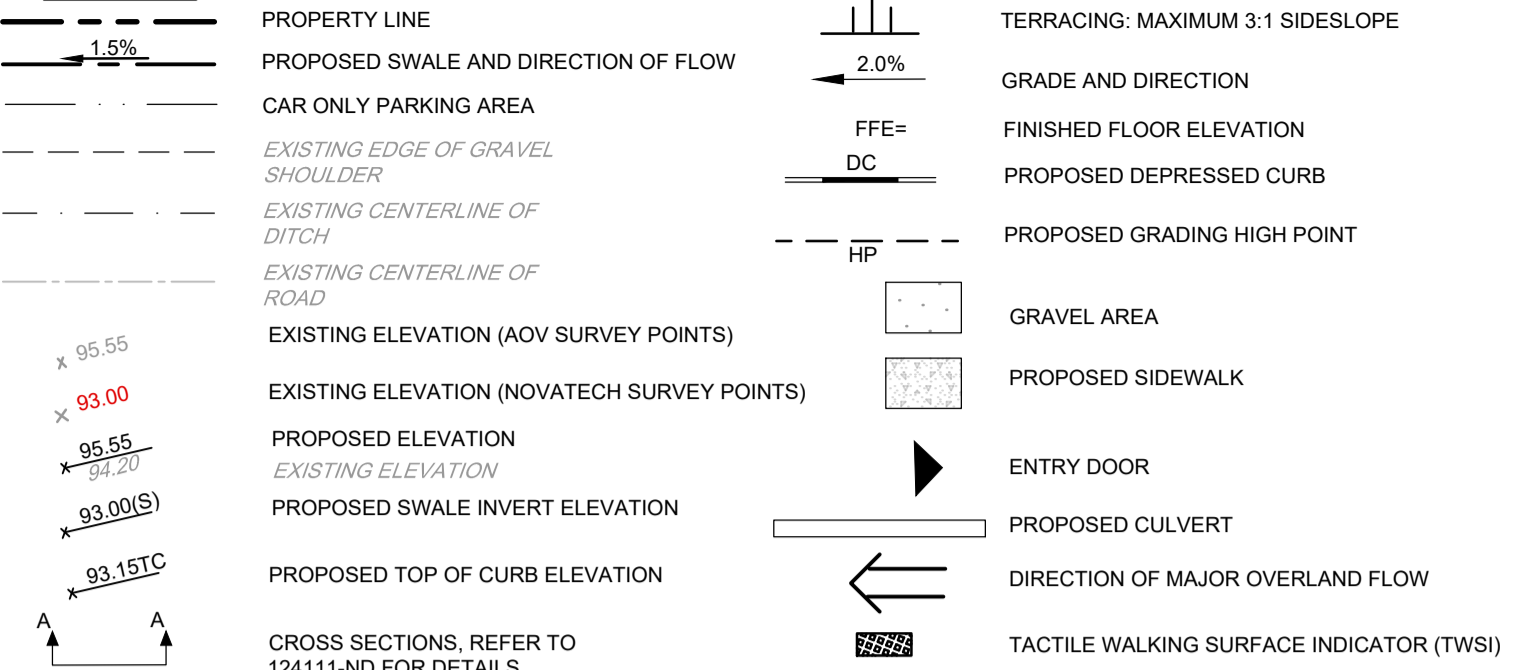 PROPERTY LINE
1.5%
PROPOSED SWALE AND DIRECTION OF FLOW
CAR ONLY PARKING AREA
EXISTING EDGE OF GRAVEL
SHOULDER
EXISTING CENTERLINE OF
DITCH
EXISTING CENTERLINE OF
ROAD
95.55
EXISTING ELEVATION (AOV SURVEY POINTS)
93.00
EXISTING ELEVATION (NOVATECH SURVEY POINTS)
95.55
PROPOSED ELEVATION
94.20
EXISTING ELEVATION
93.00(S)
PROPOSED SWALE INVERT ELEVATION
93.15TC
PROPOSED TOP OF CURB ELEVATION
A A
CROSS SECTIONS, REFER TO
124111-ND FOR DETAILS
TERRACING: MAXIMUM 3:1 SIDESLOPE
2.0%
GRADE AND DIRECTION
FFE=
FINISHED FLOOR ELEVATION
DC
PROPOSED DEPRESSED CURB
PROPOSED GRADING HIGH POINT
HP
GRAVEL AREA
PROPOSED SIDEWALK
ENTRY DOOR
PROPOSED CULVERT
DIRECTION OF MAJOR OVERLAND FLOW
TACTILE WALKING SURFACE INDICATOR (TWSI)